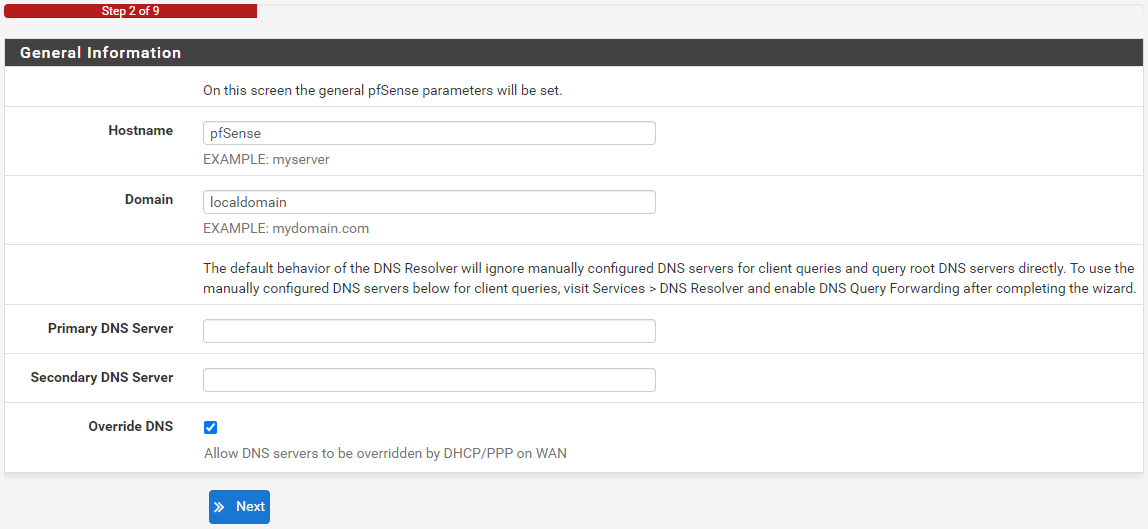 Step 2 of 9
General Information
On this screen the general pfSense parameters will be set.
Hostname
pfSense
EXAMPLE: myserver
Domain
localdomain
EXAMPLE: mydomain.com
The default behavior of the DNS Resolver will ignore manually configured DNS servers for client queries and query root DNS servers directly. To use the
manually configured DNS servers below for client queries, visit Services > DNS Resolver and enable DNS Query Forwarding after completing the wizard.
Primary DNS Server
Secondary DNS Server
Override DNS
Allow DNS servers to be overridden by DHCP/PPP on WAN
Next